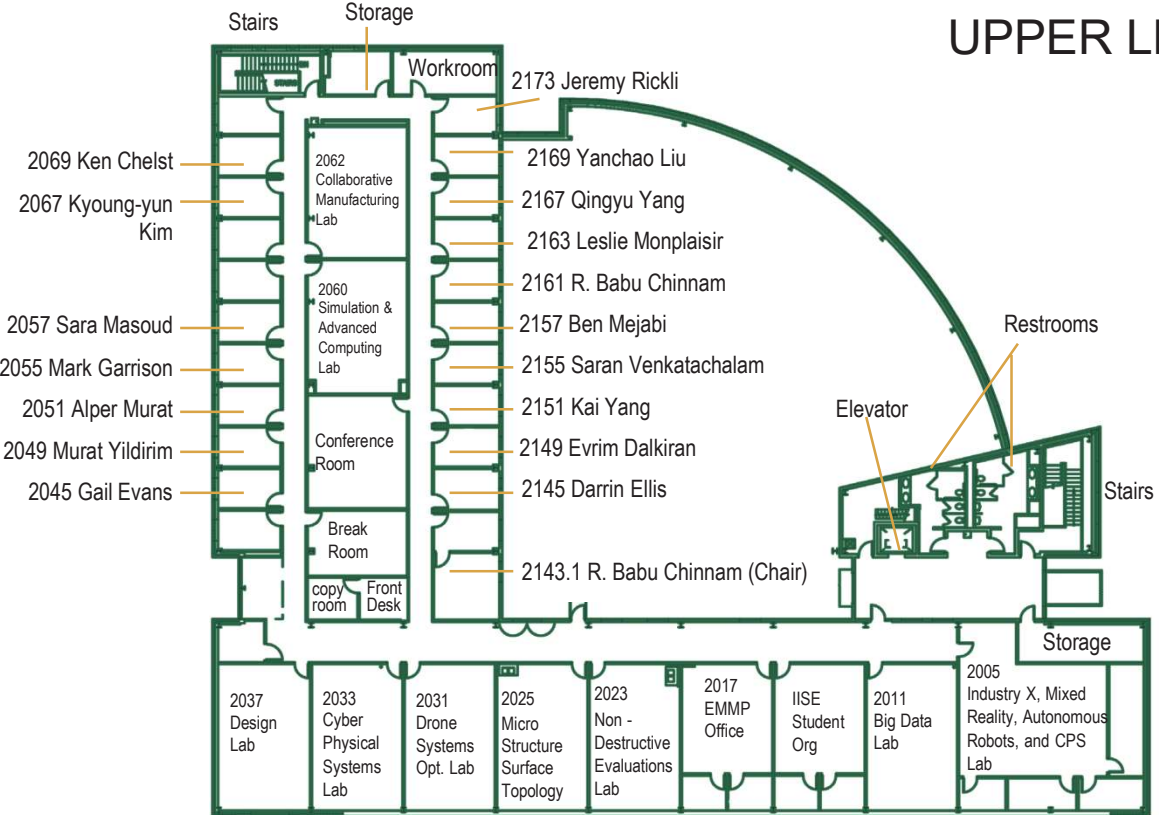 UPPER LE
Stairs
Storage
Workroom
STAIRS
2173 Jeremy Rickli
2069 Ken Chelst
2067 Kyoung-yun
Kim
2057 Sara Masoud
2055 Mark Garrison
2051 Alper Murat
2049 Murat Yildirim
2045 Gail Evans
2062
Collaborative
Manufacturing
Lab
2060
Simulation &
Advanced
Computing
Lab
Conference
Room
Break
Room
copy
room
Front
Desk
2169 Yanchao Liu
2167 Qingyu Yang
2163 Leslie Monplaisir
2161 R. Babu Chinnam
2157 Ben Mejabi
2155 Saran Venkatachalam
2151 Kai Yang
2149 Evrim Dalkiran
2145 Darrin Ellis
2143.1 R. Babu Chinnam (Chair)
Restrooms
Elevator
Stairs
Storage
2037
Design
Lab
2033
Cyber
Physical
Systems
Lab
2031
Drone
Systems
Opt. Lab
2025
Micro
Structure
Surface
Topology
2023
Non -
Destructive
Evaluations
Lab
2017
EMMP
Office
IISE
Student
Org
2011
Big Data
Lab
2005
Industry X, Mixed
Reality, Autonomous
Robots, and CPS
Lab